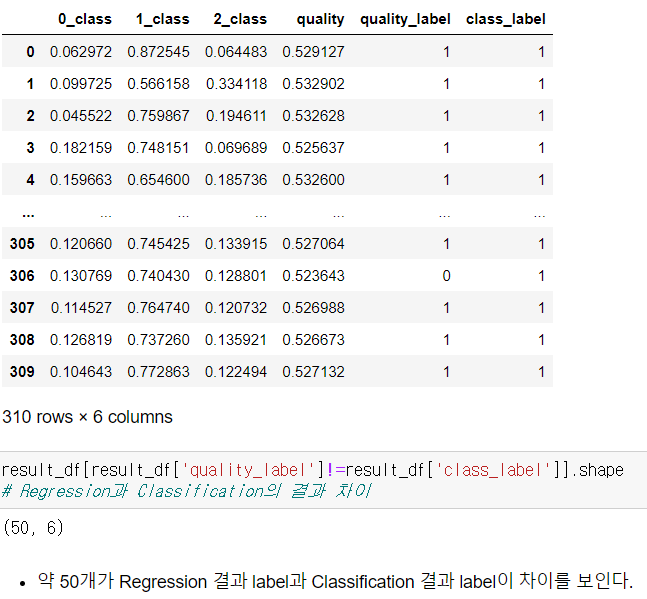 0_class 1_class 2_class quality quality_label class_label
0 0.062972 0.872545 0.064483 0.529127 1 1
1 0.099725 0.566158 0.334118 0.532902 1 1
2 0.045522 0.759867 0.194611 0.532628 1 1
3 0.182159 0.748151 0.069689 0.525637 1 1
4 0.159663 0.654600 0.185736 0.532600 1 1
... ... ... ... ... ... ...
305 0.120660 0.745425 0.133915 0.527064 1 1
306 0.130769 0.740430 0.128801 0.523643 0 1
307 0.114527 0.764740 0.120732 0.526988 1 1
308 0.126819 0.737260 0.135921 0.526673 1 1
309 0.104643 0.772863 0.122494 0.527132 1 1
310 rows × 6 columns
result_df[result_df['quality_label']!=result_df['class_label']].shape
# Regression과 Classification의 결과 차이
(50, 6)
• 약 50개가 Regression 결과 label과 Classification 결과 label이 차이를 보인다.